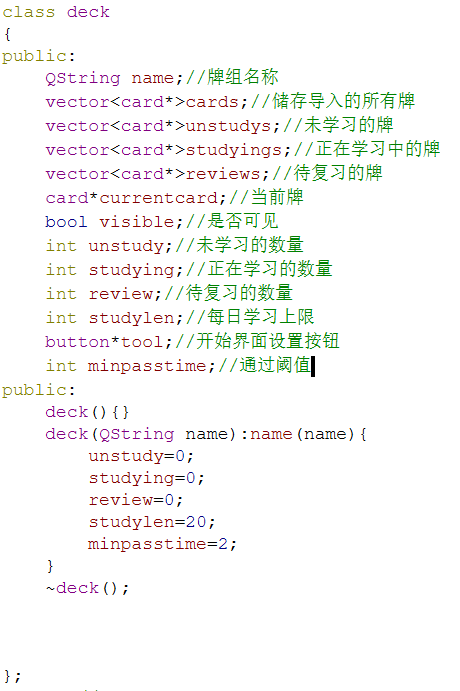 class deck
{
public:
    QString name;//牌组名称
    vector<card*>cards;//储存导入的所有牌
    vector<card*>unstudys;//未学习的牌
    vector<card*>studyings;//正在学习中的牌
    vector<card*>reviews;//待复习的牌
    card*currentcard;//当前牌
    bool visible;//是否可见
    int unstudy;//未学习的数量
    int studying;//正在学习的数量
    int review;//待复习的数量
    int studylen;//每日学习上限
    button*tool;//开始界面设置按钮
    int minpasstime;//通过阈值
public:
    deck(){}
    deck(QString name):name(name){
        unstudy=0;
        studying=0;
        review=0;
        studylen=20;
        minpasstime=2;
    }
    ~deck();
};